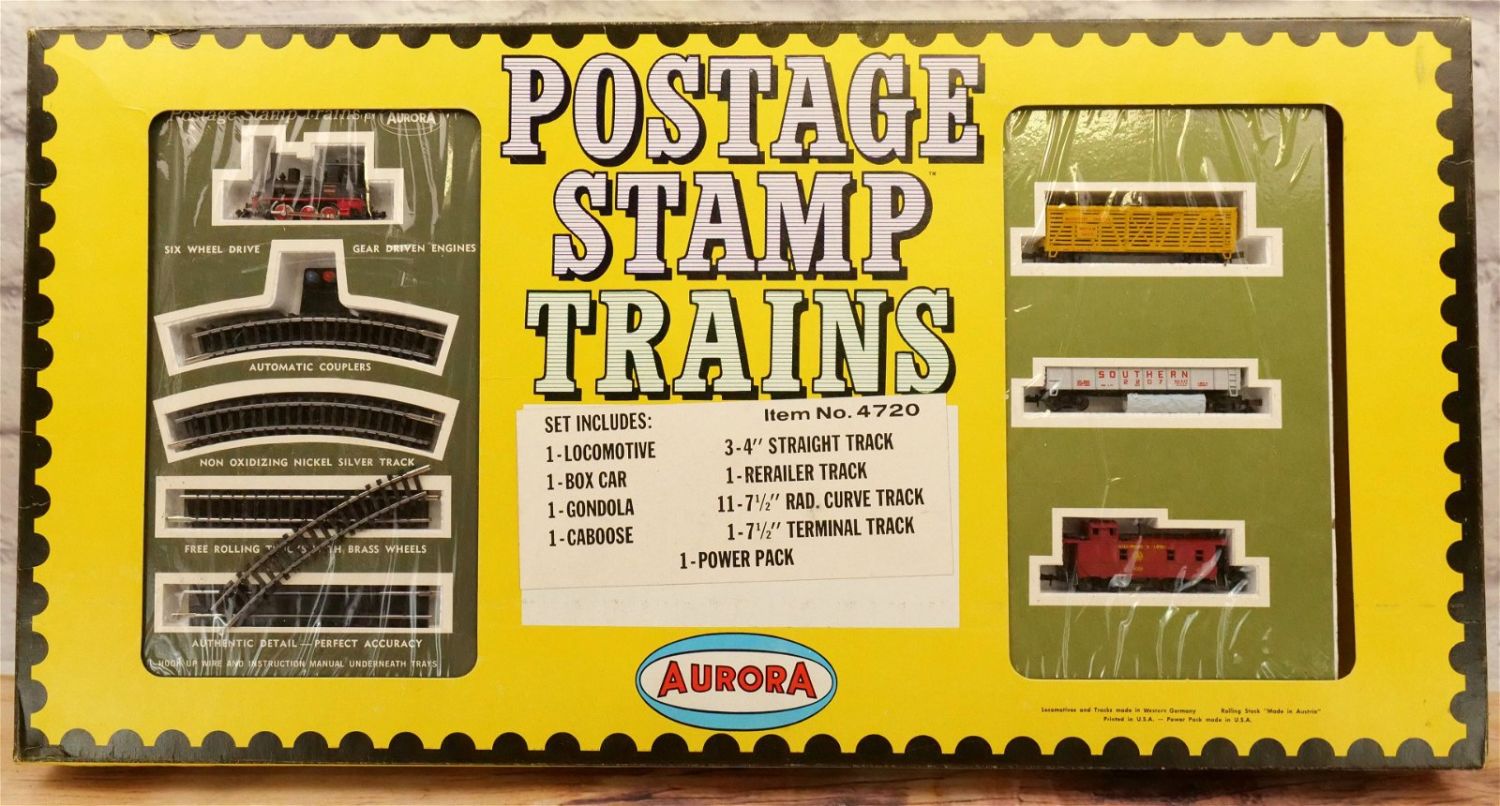 POSTAGE
STAMP™
TRAINS
Postage Stamp Trains
AURORA
SIX WHEEL DRIVE
GEAR DRIVEN ENGINES
AUTOMATIC COUPLERS
NON OXIDIZING NICKEL SILVER TRACK
FREE ROLLING BRASS WHEELS
AUTHENTIC DETAIL — PERFECT ACCURACY
HOOK UP WIRE AND INSTRUCTION MANUAL UNDERNEATH TRAYS
SET INCLUDES:
Item No. 4720
1-LOCOMOTIVE
1-BOX CAR
1-GONDOLA
1-CABOOSE
3-4" STRAIGHT TRACK
1-RERAILER TRACK
11-7½" RAD. CURVE TRACK
1-7½" TERMINAL TRACK
1-POWER PACK
AURORA
SOUTHERN
2907
Locomotives and Tracks made in Western Germany
Rolling Stock "Made in Austria"
Printed in U.S.A. — Power Pack made in U.S.A.